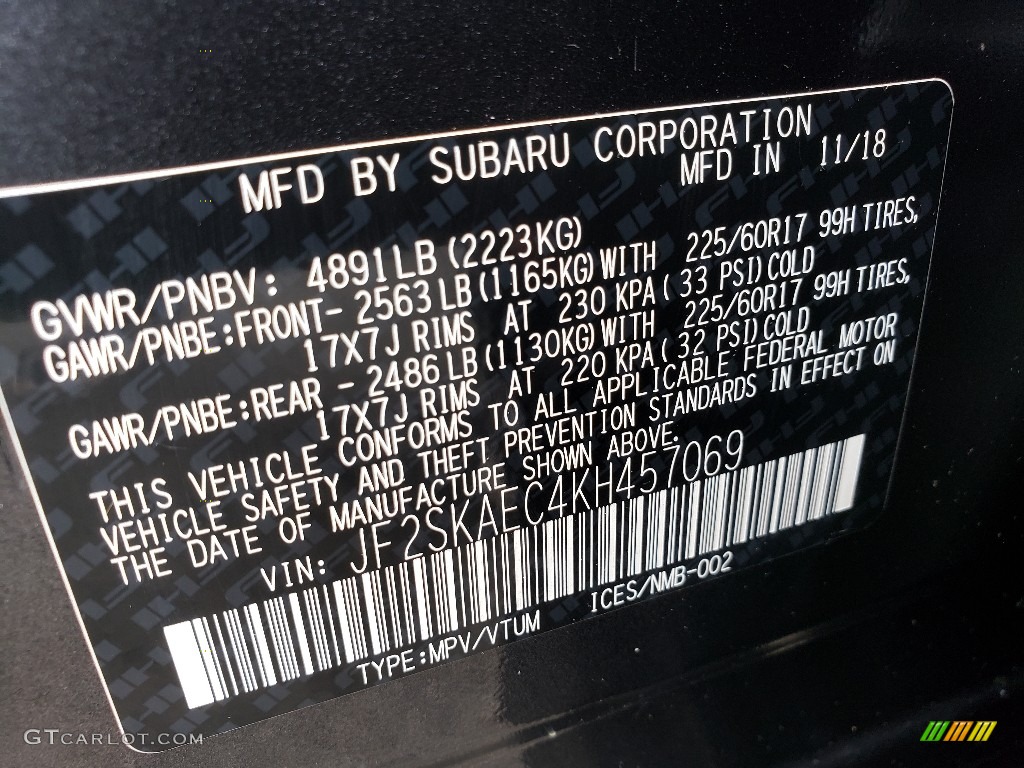 MFD BY SUBARU CORPORATION
MFD IN 11/18
GVWR/PNBV: 4891LB (2223KG)
GAWR/PNBE:FRONT- 2563LB(1165KG)WITH 225/60R17 99H TIRES,
17X7J RIMS AT 230 KPA( 33 PSI)COLD
GAWR/PNBE:REAR - 2486LB(1130KG)WITH 225/60R17 99H TIRES,
17X7J RIMS AT 220 KPA( 32 PSI)COLD
THIS VEHICLE CONFORMS TO ALL APPLICABLE FEDERAL MOTOR
VEHICLE SAFETY AND THEFT PREVENTION STANDARDS IN EFFECT ON
THE DATE OF MANUFACTURE SHOWN ABOVE.
VIN: JF2SKAEC4KH457069
TYPE:MPV/VTUM ICES/NMB-002
GTCARLOT.COM